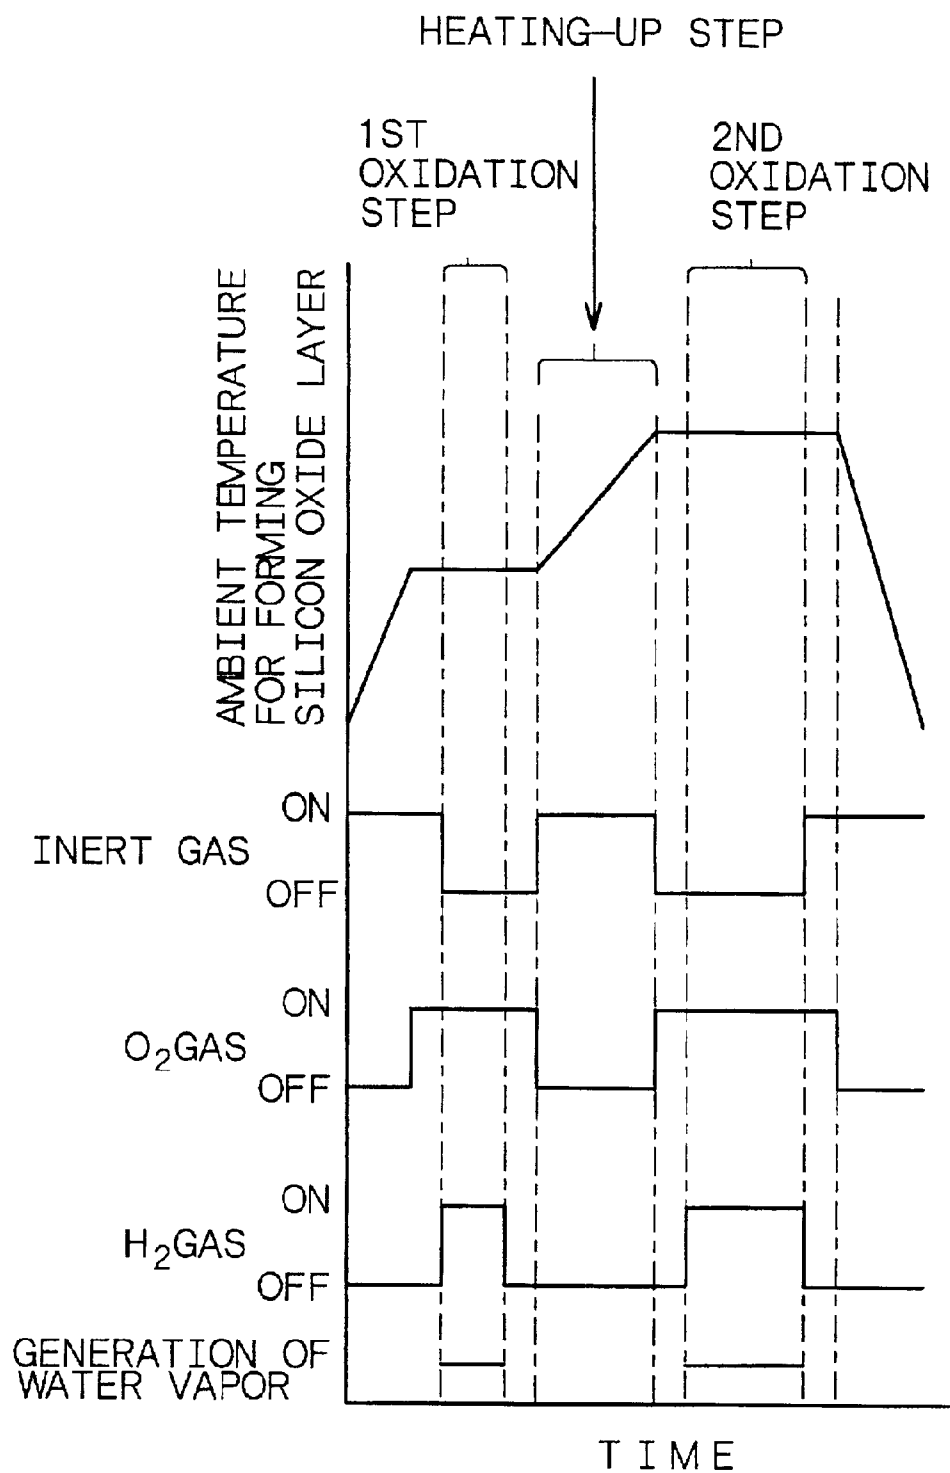 HEATING-UP STEP
1ST
OXIDATION
STEP
2ND
OXIDATION
STEP
AMBIENT TEMPERATURE
FOR FORMING
SILICON OXIDE LAYER
ON
INERT GAS
OFF
ON
O₂GAS
OFF
ON
H₂GAS
OFF
GENERATION OF
WATER VAPOR
TIME